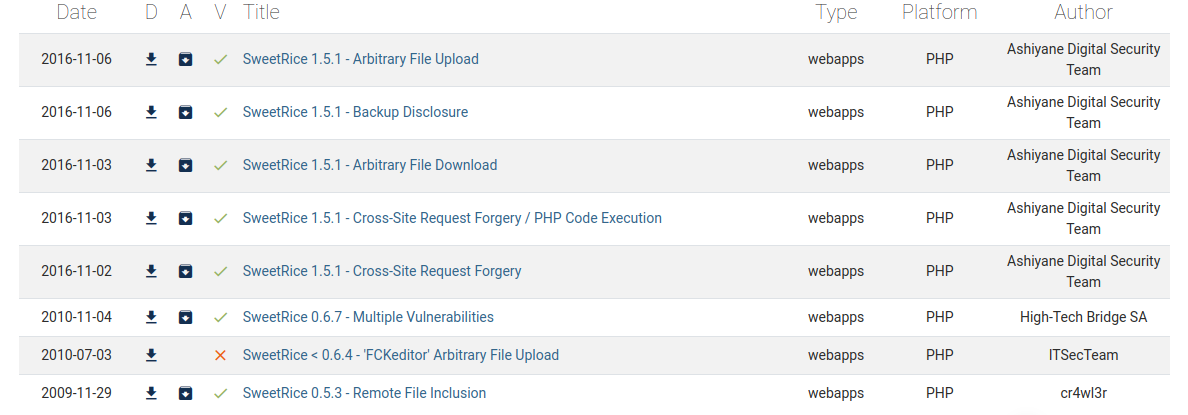 Date D A V Title Type Platform Author
2016-11-06 SweetRice 1.5.1 - Arbitrary File Upload webapps PHP Ashiyane Digital Security Team
2016-11-06 SweetRice 1.5.1 - Backup Disclosure webapps PHP Ashiyane Digital Security Team
2016-11-03 SweetRice 1.5.1 - Arbitrary File Download webapps PHP Ashiyane Digital Security Team
2016-11-03 SweetRice 1.5.1 - Cross-Site Request Forgery / PHP Code Execution webapps PHP Ashiyane Digital Security Team
2016-11-02 SweetRice 1.5.1 - Cross-Site Request Forgery webapps PHP Ashiyane Digital Security Team
2010-11-04 SweetRice 0.6.7 - Multiple Vulnerabilities webapps PHP High-Tech Bridge SA
2010-07-03 SweetRice < 0.6.4 - 'FCKeditor' Arbitrary File Upload webapps PHP ITSecTeam
2009-11-29 SweetRice 0.5.3 - Remote File Inclusion webapps PHP cr4wl3r